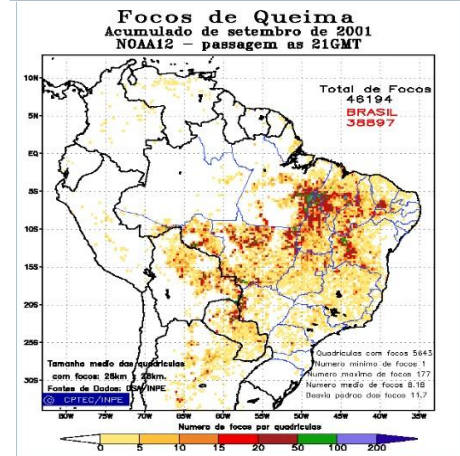 Focos de Queima
Acumulado de setembro de 2001
NOAA12 – passagem as 21GMT
Total de Focos
46194
BRASIL
38897
10N
5N
EQ
5S
10S
15S
20S
25S
30S
Quadriculas com focos 5643
Numero minimo de focos 1
Numero maximo de focos 177
Numero medio de focos 8.18
Desvio padrao dos focos 11.7
Tamanho medio das quadriculas
com focos: 28km x 28km.
Fontes de Dados: DSA/INPE
© CPTEC/INPE
80W 75W 70W 65W 60W 55W 50W 45W 40W 35W
Numero de focos por quadriculas
0 5 10 15 20 50 100 200